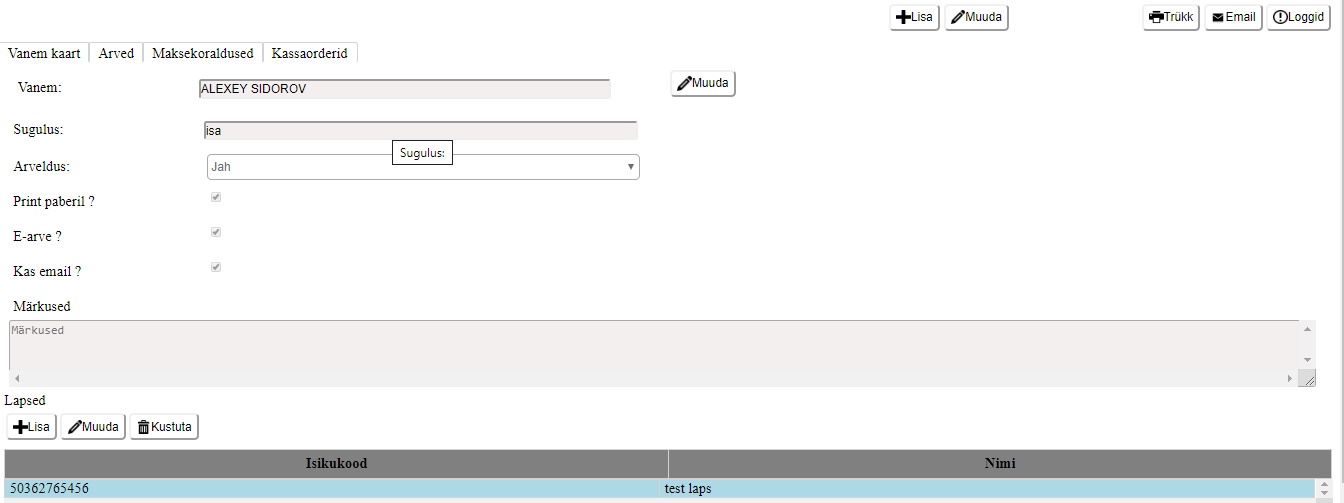 Lisa Muuda Trükk Email Loggid
Vanem kaart Arved Maksekoraldused Kassaorderid
Vanem: ALEXEY SIDOROV Muuda
Sugulus: isa
Sugulus:
Arveldus: Jah
Print paberil ?
E-arve ?
Kas email ?
Märkused
Märkused
Lapsed
Lisa Muuda Kustuta
Isikukood Nimi
50362765456 test laps